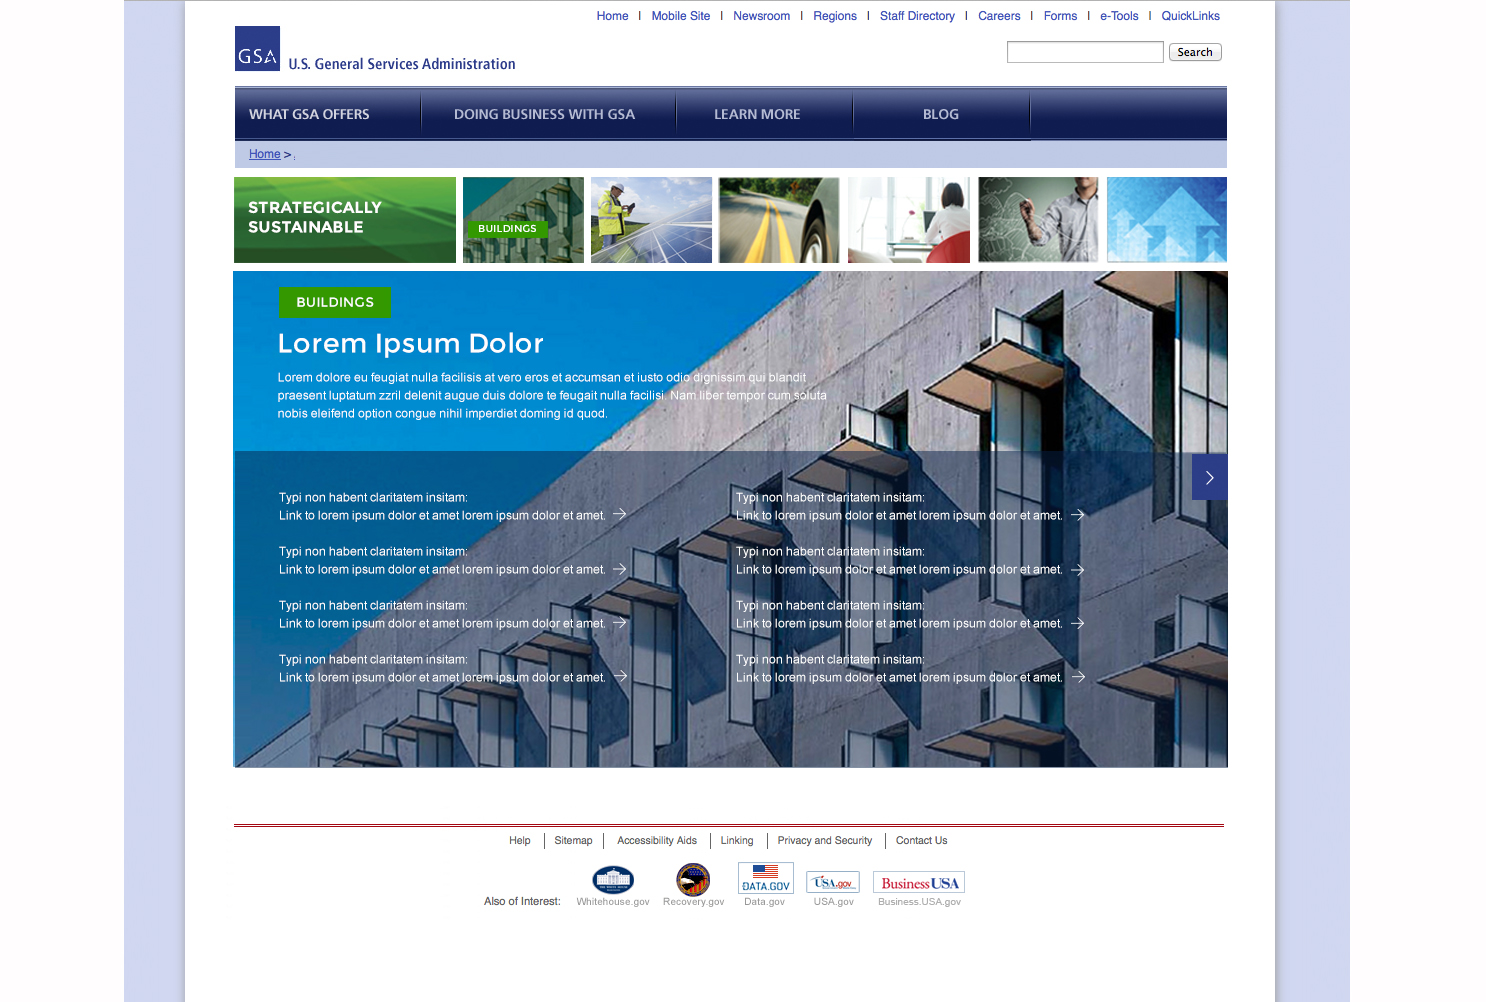 Home
Mobile Site
Newsroom
Regions
Staff Directory
Careers
Forms
e-Tools
QuickLinks
GSA
U.S. General Services Administration
Search
WHAT GSA OFFERS
DOING BUSINESS WITH GSA
LEARN MORE
BLOG
Home > .
STRATEGICALLY
SUSTAINABLE
BUILDINGS
BUILDINGS
Lorem Ipsum Dolor
Lorem dolore eu feugiat nulla facilisis at vero eros et accumsan et iusto odio dignissim qui blandit
praesent luptatum zzril delenit augue duis dolore te feugait nulla facilisi. Nam liber tempor cum soluta
nobis eleifend option congue nihil imperdiet doming id quod.
Typi non habent claritatem insitam:
Link to lorem ipsum dolor et amet lorem ipsum dolor et amet.
Typi non habent claritatem insitam:
Link to lorem ipsum dolor et amet lorem ipsum dolor et amet.
Typi non habent claritatem insitam:
Link to lorem ipsum dolor et amet lorem ipsum dolor et amet.
Typi non habent claritatem insitam:
Link to lorem ipsum dolor et amet lorem ipsum dolor et amet.
Typi non habent claritatem insitam:
Link to lorem ipsum dolor et amet lorem ipsum dolor et amet.
Typi non habent claritatem insitam:
Link to lorem ipsum dolor et amet lorem ipsum dolor et amet.
Typi non habent claritatem insitam:
Link to lorem ipsum dolor et amet lorem ipsum dolor et amet.
Typi non habent claritatem insitam:
Link to lorem ipsum dolor et amet lorem ipsum dolor et amet.
Help
Sitemap
Accessibility Aids
Linking
Privacy and Security
Contact Us
DATA.GOV
USA.gov
Business USA
Also of Interest:
Whitehouse.gov
Recovery.gov
Data.gov
USA.gov
Business.USA.gov